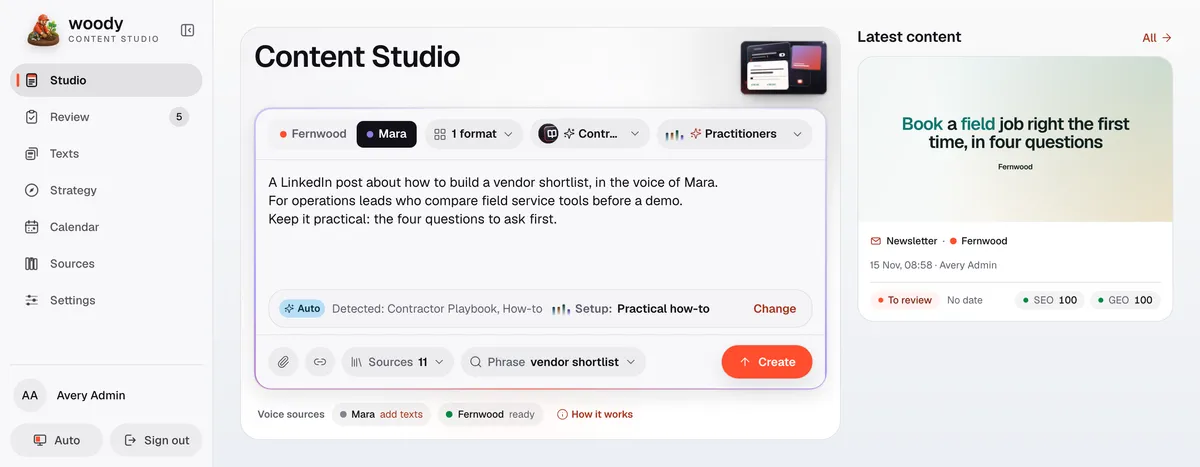 woody
CONTENT STUDIO
Studio
Review
5
Texts
Strategy
Calendar
Sources
Settings
AA
Avery Admin
Auto
Sign out
Content Studio
Fernwood
Mara
1 format
Contr...
Practitioners
A LinkedIn post about how to build a vendor shortlist, in the voice of Mara.
For operations leads who compare field service tools before a demo.
Keep it practical: the four questions to ask first.
Auto
Detected: Contractor Playbook, How-to
Setup: Practical how-to
Change
Sources 11
Phrase vendor shortlist
Create
Voice sources
Mara add texts
Fernwood ready
How it works
Latest content
All
Book a field job right the first
time, in four questions
Fernwood
Newsletter · Fernwood
15 Nov, 08:58 · Avery Admin
To review
No date
SEO 100
GEO 100